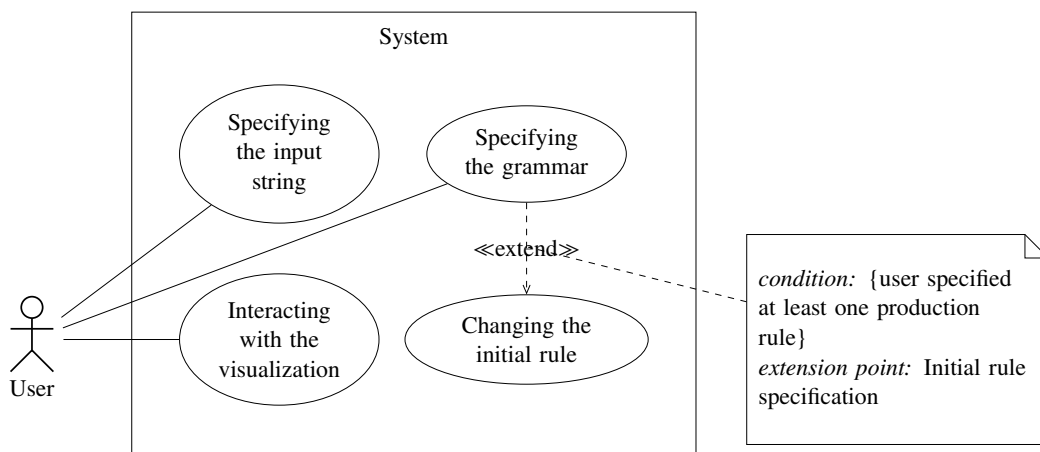 System
Specifying
the input
string
Specifying
the grammar
≪extend≫
Interacting
with the
visualization
Changing the
initial rule
User
condition: {user specified
at least one production
rule}
extension point: Initial rule
specification